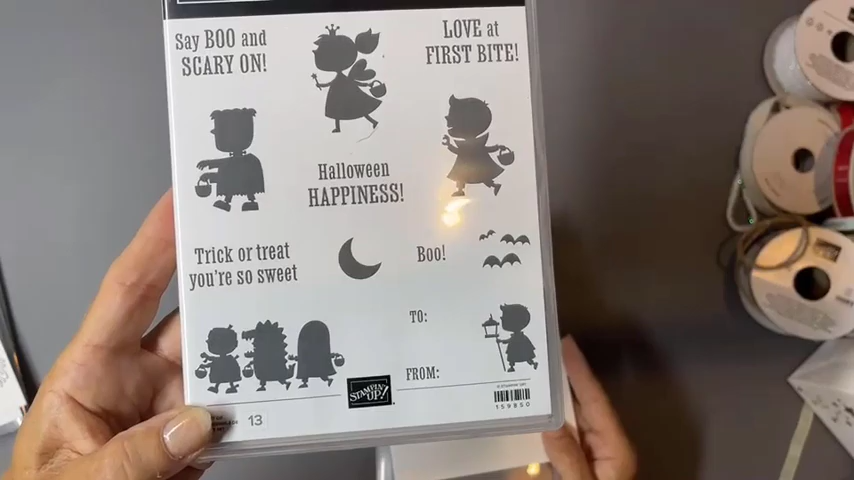 Say BOO and
SCARY ON!
LOVE at
FIRST BITE!
Halloween
HAPPINESS!
Trick or treat
you're so sweet
Boo!
TO:
FROM:
STAMPIN' UP!
13
159850